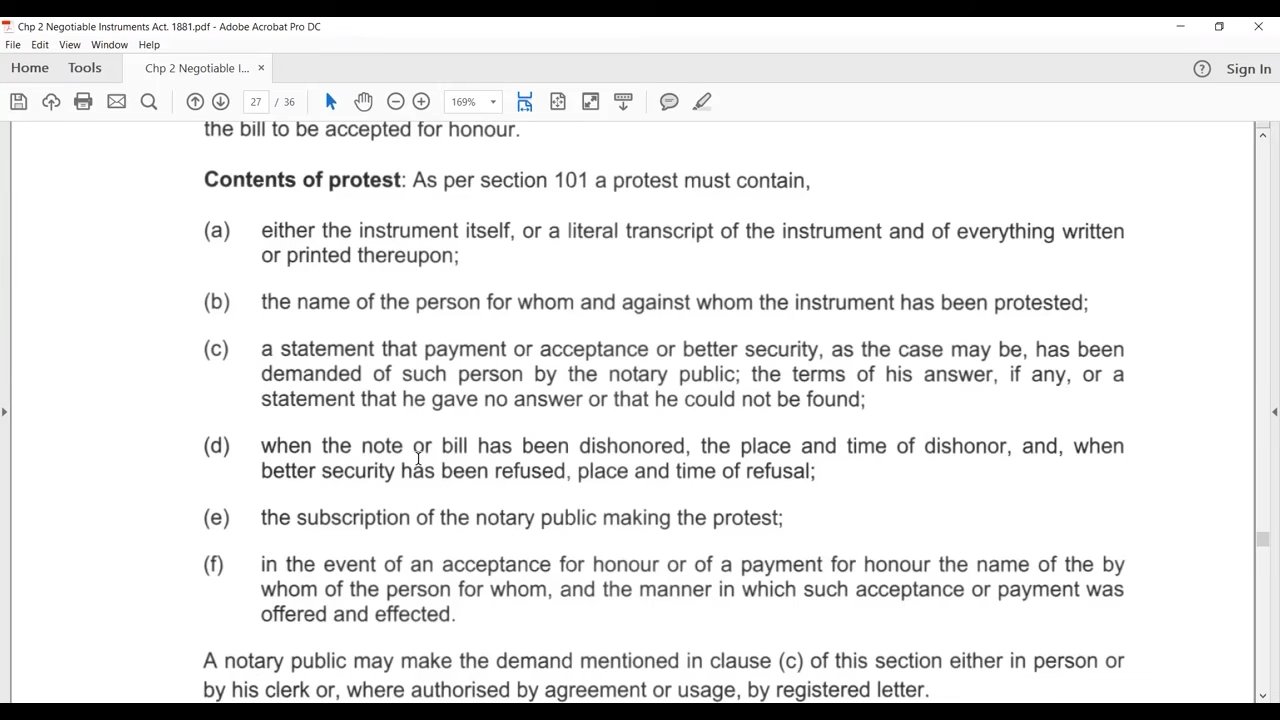 Chp 2 Negotiable Instruments Act. 1881.pdf - Adobe Acrobat Pro DC
File Edit View Window Help
Home Tools Chp 2 Negotiable I... × Sign In
27 / 36 169%
the bill to be accepted for honour.
Contents of protest: As per section 101 a protest must contain,
(a) either the instrument itself, or a literal transcript of the instrument and of everything written
or printed thereupon;
(b) the name of the person for whom and against whom the instrument has been protested;
(c) a statement that payment or acceptance or better security, as the case may be, has been
demanded of such person by the notary public; the terms of his answer, if any, or a
statement that he gave no answer or that he could not be found;
(d) when the note or bill has been dishonored, the place and time of dishonor, and, when
better security has been refused, place and time of refusal;
(e) the subscription of the notary public making the protest;
(f) in the event of an acceptance for honour or of a payment for honour the name of the by
whom of the person for whom, and the manner in which such acceptance or payment was
offered and effected.
A notary public may make the demand mentioned in clause (c) of this section either in person or
by his clerk or, where authorised by agreement or usage, by registered letter.